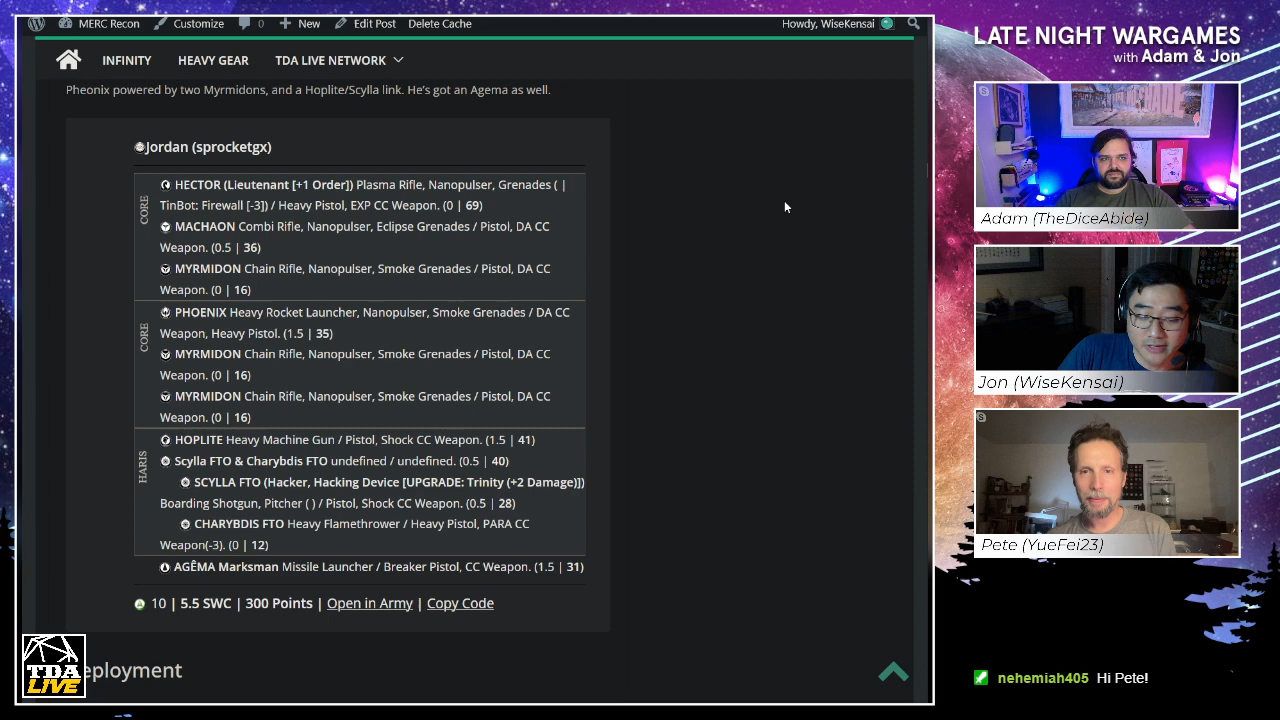 MERC Recon Customize 0 New Edit Post Delete Cache Howdy, WiseKensai
INFINITY HEAVY GEAR TDA LIVE NETWORK
Pheonix powered by two Myrmidons, and a Hoplite/Scylla link. He's got an Agema as well.
Jordan (sprocketgx)
CORE
HECTOR (Lieutenant [+1 Order]) Plasma Rifle, Nanopulser, Grenades ( |
TinBot: Firewall [-3]) / Heavy Pistol, EXP CC Weapon. (0 | 69)
MACHAON Combi Rifle, Nanopulser, Eclipse Grenades / Pistol, DA CC
Weapon. (0.5 | 36)
MYRMIDON Chain Rifle, Nanopulser, Smoke Grenades / Pistol, DA CC
Weapon. (0 | 16)
CORE
PHOENIX Heavy Rocket Launcher, Nanopulser, Smoke Grenades / DA CC
Weapon, Heavy Pistol. (1.5 | 35)
MYRMIDON Chain Rifle, Nanopulser, Smoke Grenades / Pistol, DA CC
Weapon. (0 | 16)
MYRMIDON Chain Rifle, Nanopulser, Smoke Grenades / Pistol, DA CC
Weapon. (0 | 16)
HARIS
HOPLITE Heavy Machine Gun / Pistol, Shock CC Weapon. (1.5 | 41)
Scylla FTO & Charybdis FTO undefined / undefined. (0.5 | 40)
SCYLLA FTO (Hacker, Hacking Device [UPGRADE: Trinity (+2 Damage)])
Boarding Shotgun, Pitcher ( ) / Pistol, Shock CC Weapon. (0.5 | 28)
CHARYBDIS FTO Heavy Flamethrower / Heavy Pistol, PARA CC
Weapon(-3). (0 | 12)
AGÊMA Marksman Missile Launcher / Breaker Pistol, CC Weapon. (1.5 | 31)
10 | 5.5 SWC | 300 Points | Open in Army | Copy Code
eployment
TDA
LIVE
LATE NIGHT WARGAMES
with Adam & Jon
Adam (TheDiceAbide)
Jon (WiseKensai)
Pete (YueFei23)
nehemiah405 Hi Pete!